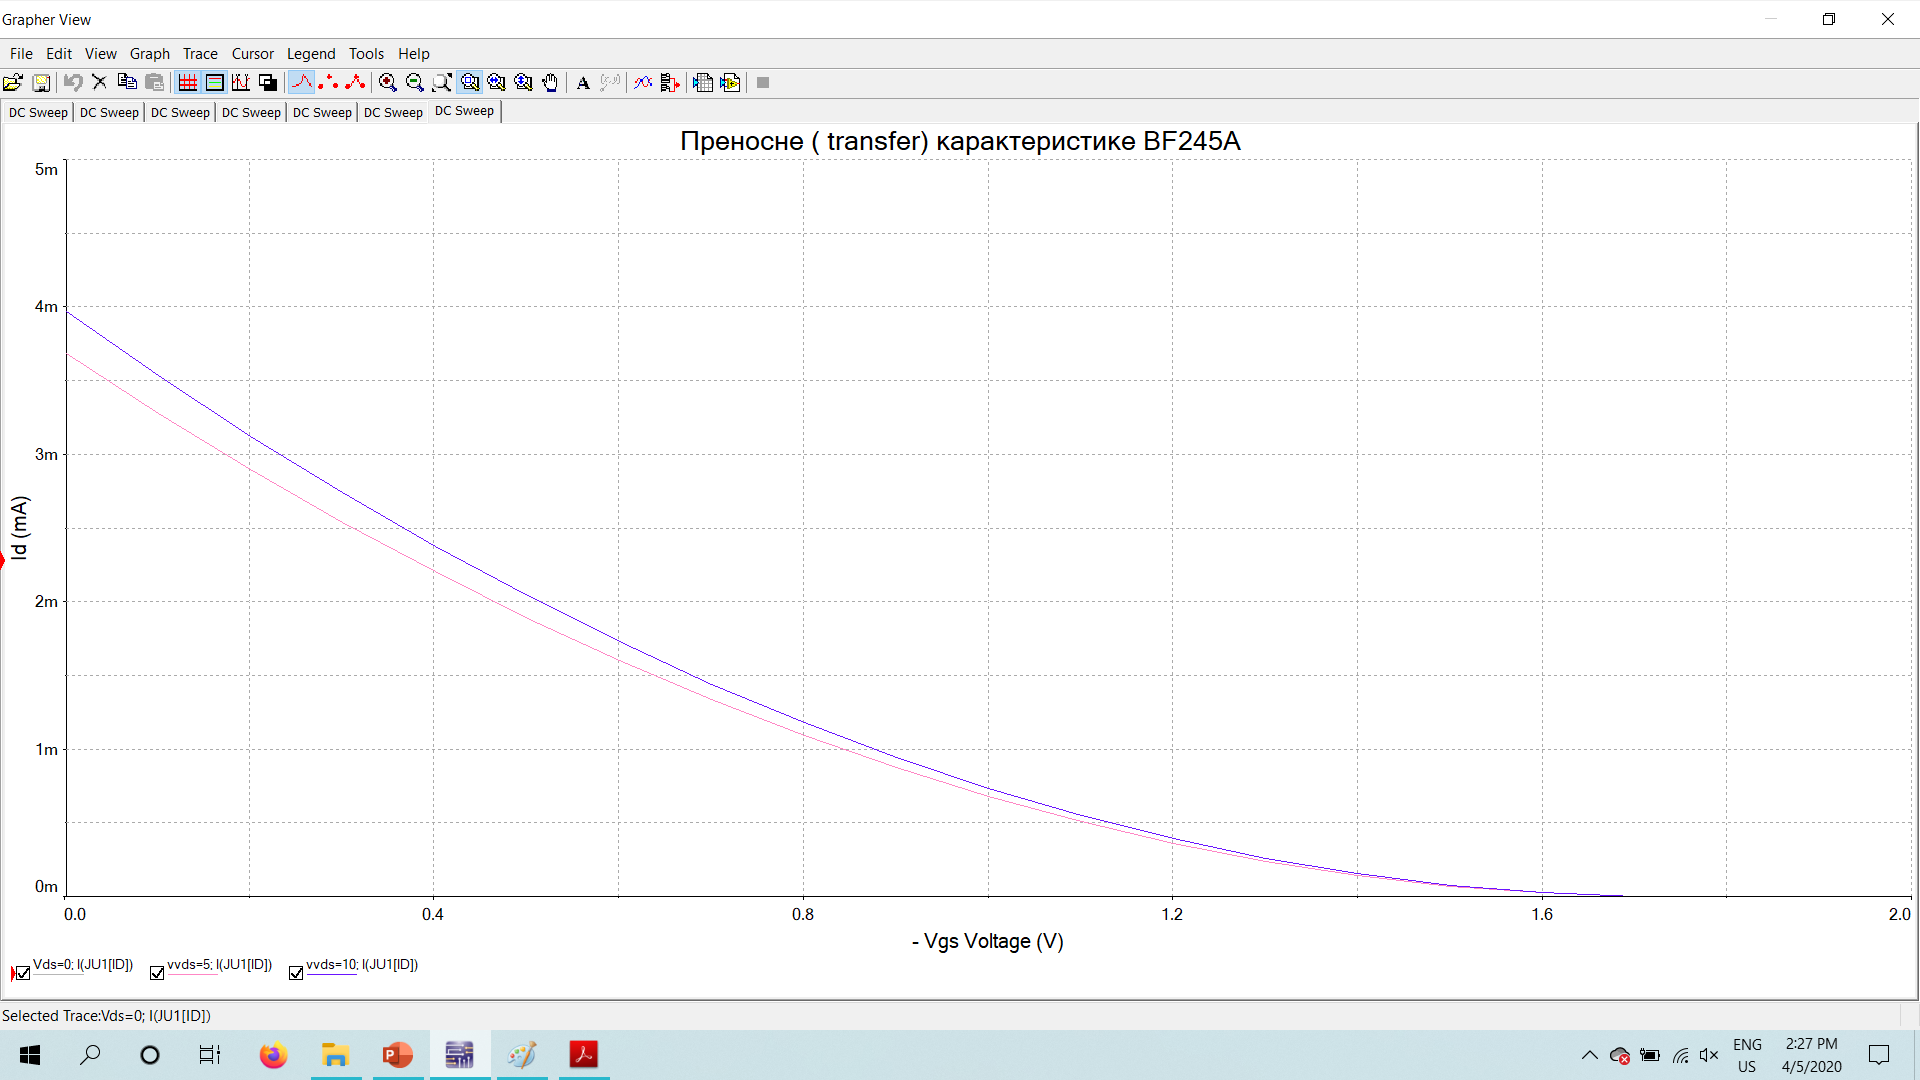 Grapher View
File Edit View Graph Trace Cursor Legend Tools Help
DC Sweep DC Sweep DC Sweep DC Sweep DC Sweep DC Sweep DC Sweep
Преносне ( transfer) карактеристике BF245A
5m
4m
3m
2m
1m
0m
Id (mA)
0.0 0.4 0.8 1.2 1.6 2.0
- Vgs Voltage (V)
Vds=0; I(JU1[ID]) vvds=5; I(JU1[ID]) vvds=10; I(JU1[ID])
Selected Trace:Vds=0; I(JU1[ID])
ENG
US
2:27 PM
4/5/2020